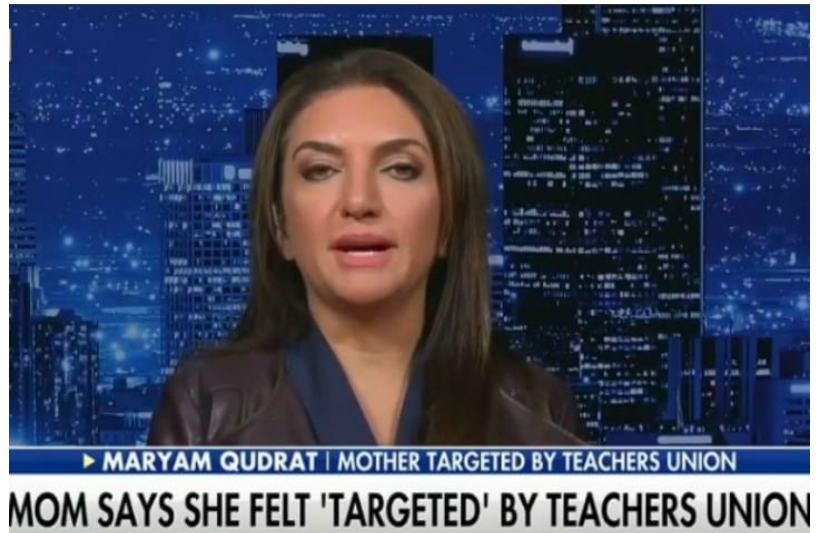 MARYAM QUDRAT | MOTHER TARGETED BY TEACHERS UNION
MOM SAYS SHE FELT 'TARGETED' BY TEACHERS UNION